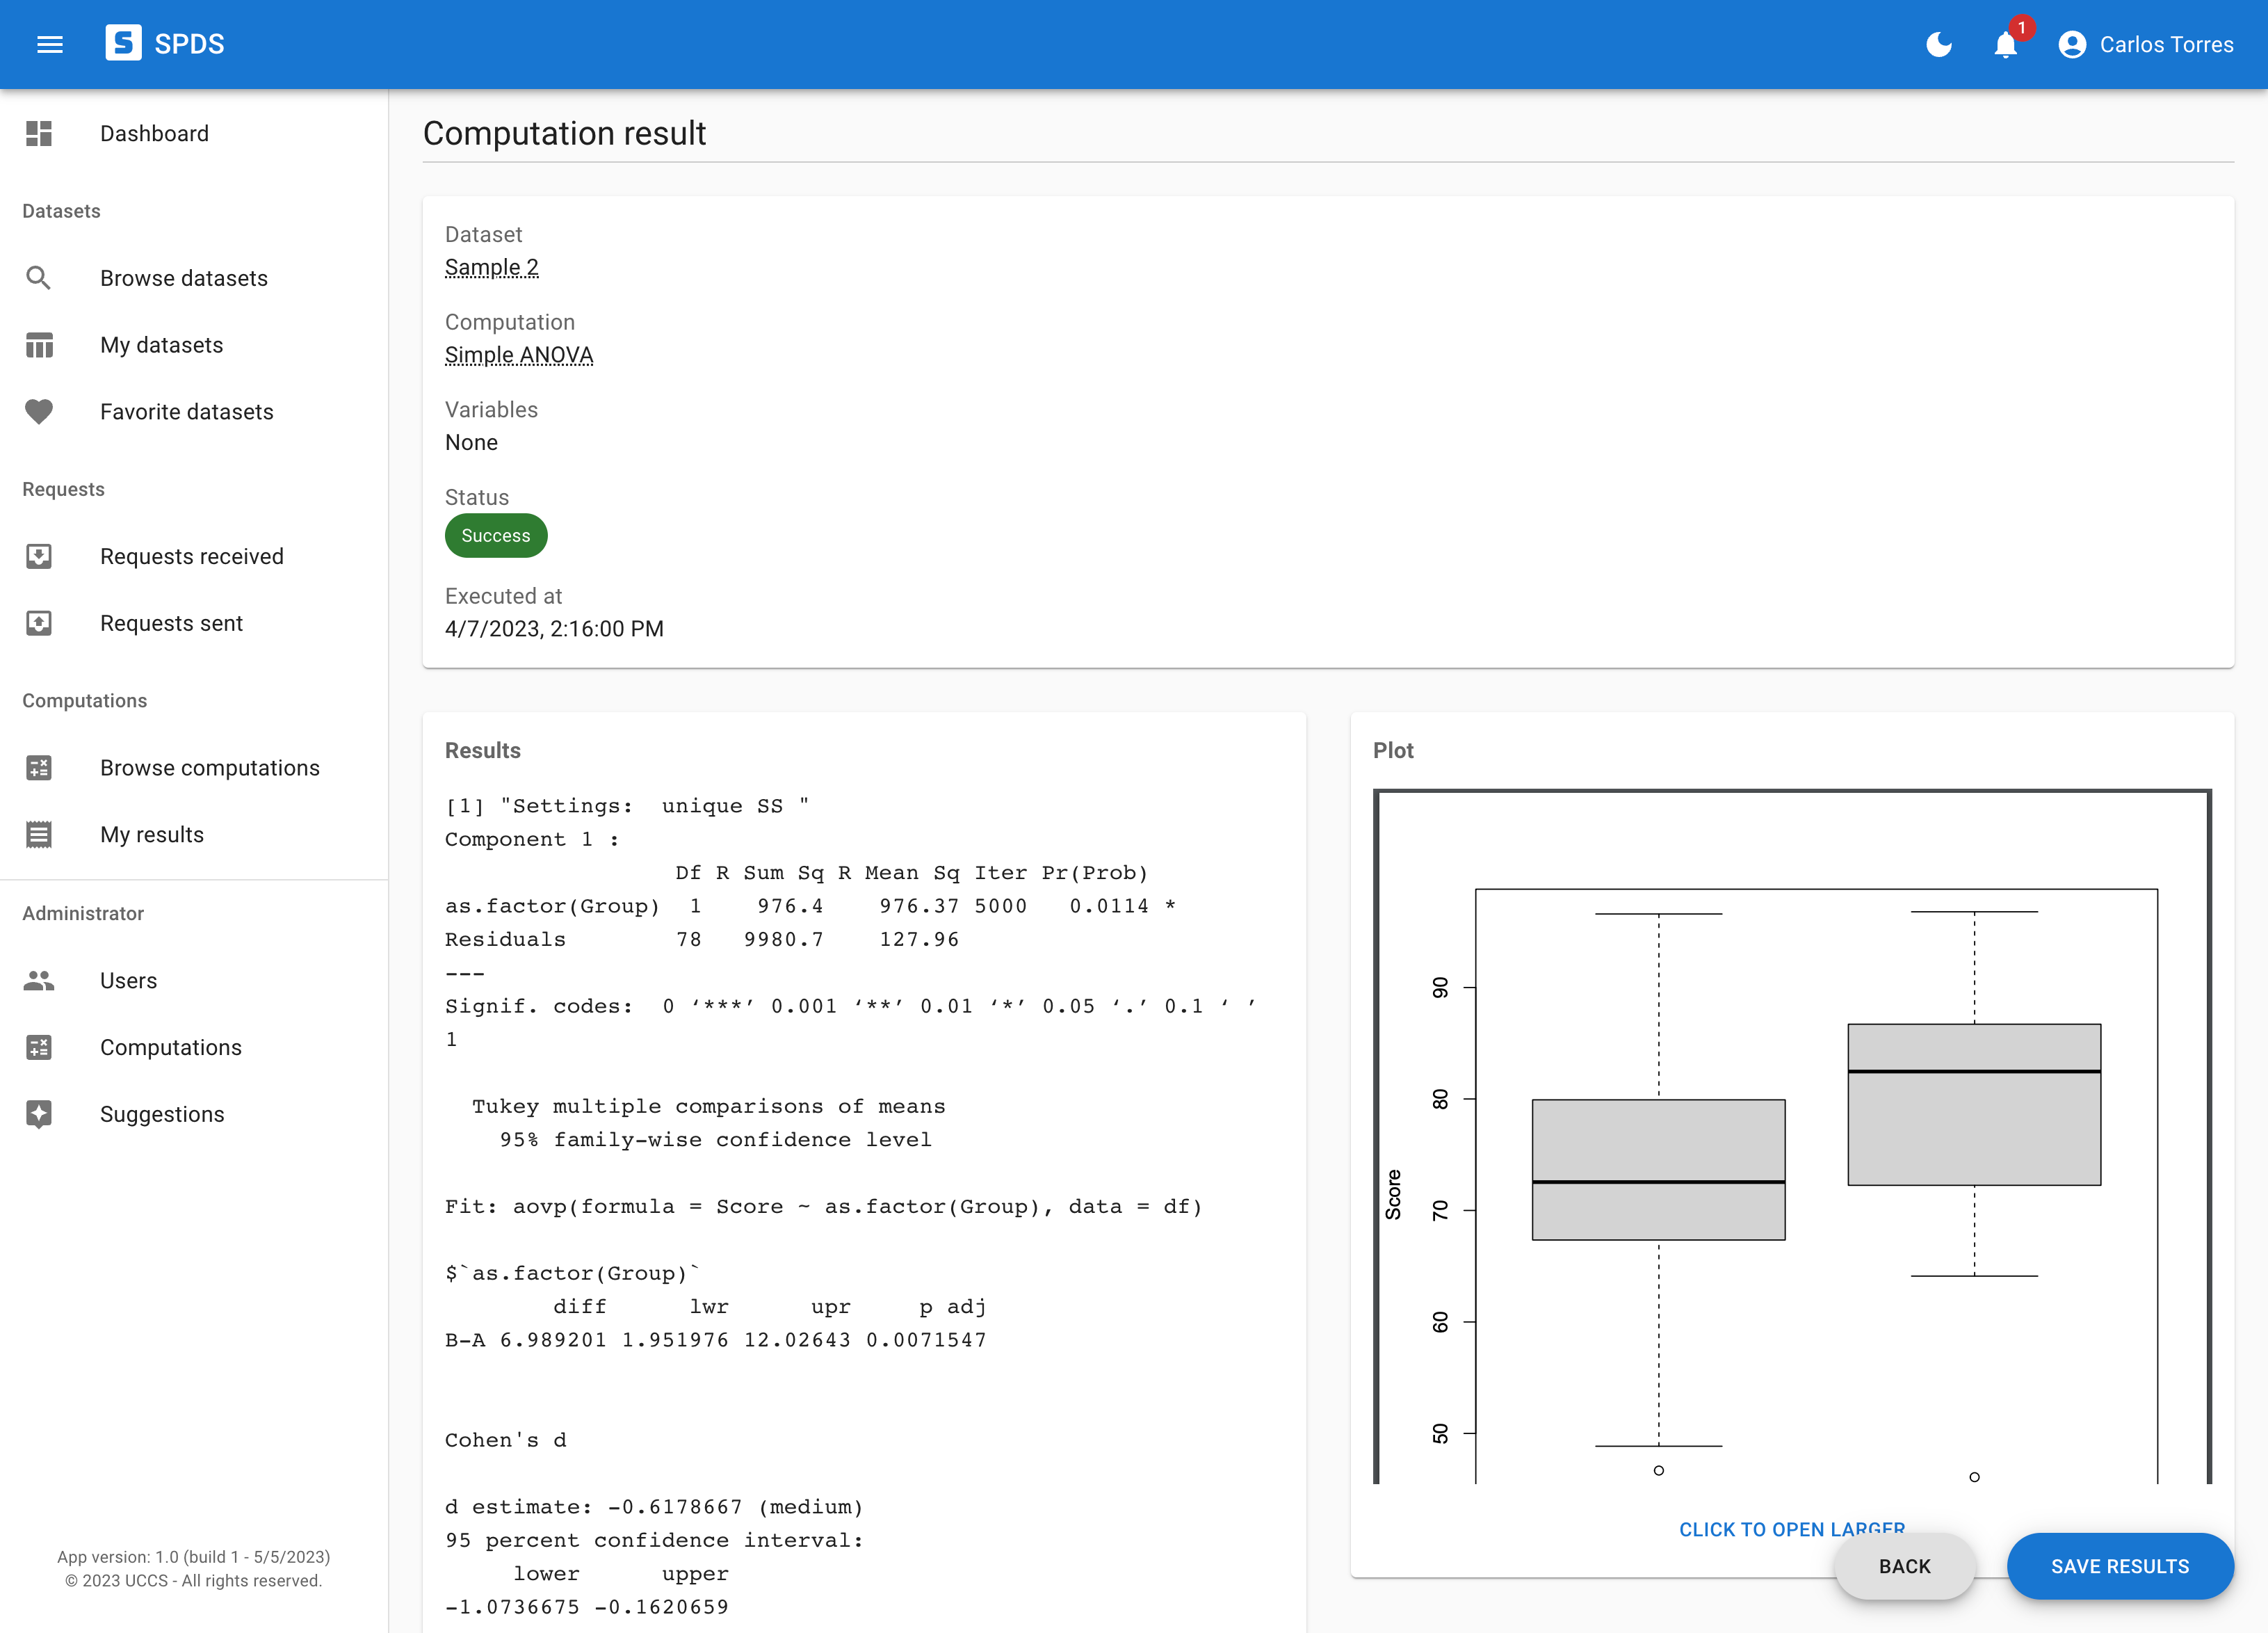 SPDS
1
Carlos Torres
Dashboard
Datasets
Browse datasets
My datasets
Favorite datasets
Requests
Requests received
Requests sent
Computations
Browse computations
My results
Administrator
Users
Computations
Suggestions
App version: 1.0 (build 1 - 5/5/2023)
© 2023 UCCS - All rights reserved.
Computation result
Dataset
Sample 2
Computation
Simple ANOVA
Variables
None
Status
Success
Executed at
4/7/2023, 2:16:00 PM
Results
[1] "Settings:  unique SS "
Component 1 :
                 Df R Sum Sq R Mean Sq Iter Pr(Prob)
as.factor(Group)  1    976.4    976.37 5000   0.0114 *
Residuals        78   9980.7    127.96
---
Signif. codes:  0 ‘***’ 0.001 ‘**’ 0.01 ‘*’ 0.05 ‘.’ 0.1 ‘ ’
1
  Tukey multiple comparisons of means
    95% family-wise confidence level
Fit: aovp(formula = Score ~ as.factor(Group), data = df)
$`as.factor(Group)`
        diff      lwr      upr     p adj
B-A 6.989201 1.951976 12.02643 0.0071547
Cohen's d
d estimate: -0.6178667 (medium)
95 percent confidence interval:
     lower      upper
-1.0736675 -0.1620659
Plot
Score
90
80
70
60
50
CLICK TO OPEN LARGER
BACK
SAVE RESULTS